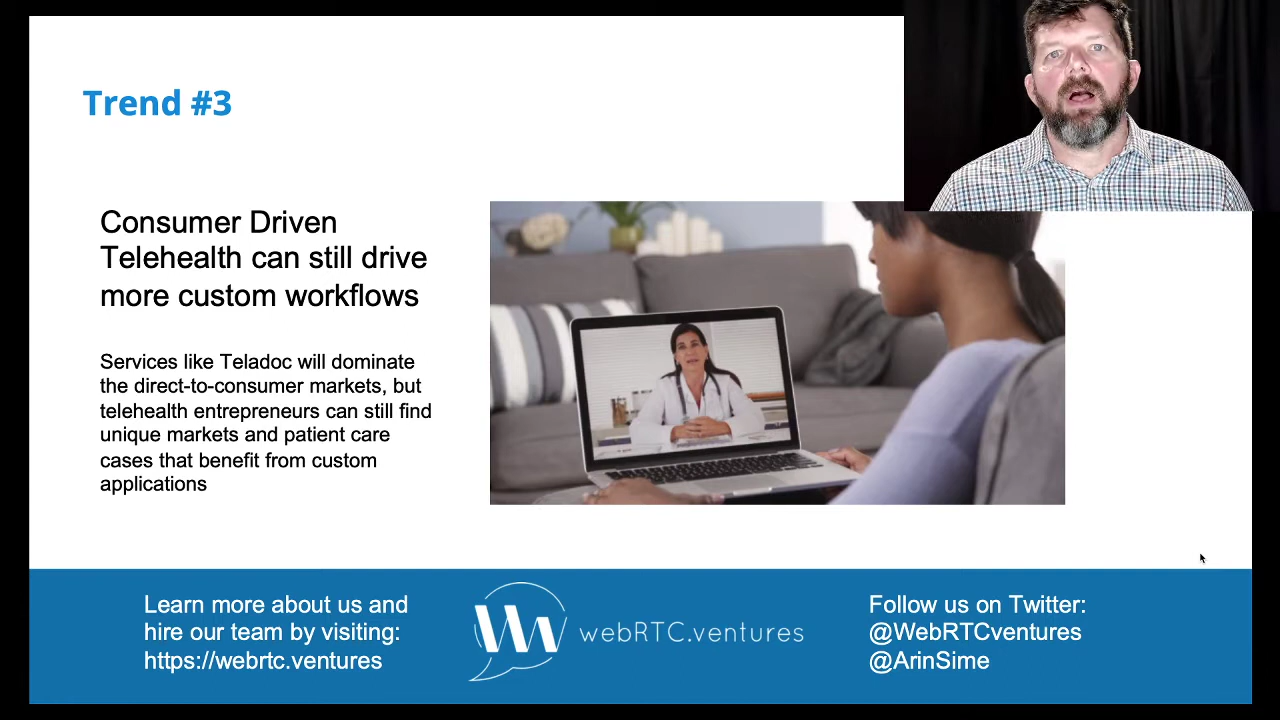 Trend #3
Consumer Driven
Telehealth can still drive
more custom workflows
Services like Teladoc will dominate
the direct-to-consumer markets, but
telehealth entrepreneurs can still find
unique markets and patient care
cases that benefit from custom
applications
Learn more about us and
hire our team by visiting:
https://webrtc.ventures
webRTC.ventures
Follow us on Twitter:
@WebRTCventures
@ArinSime